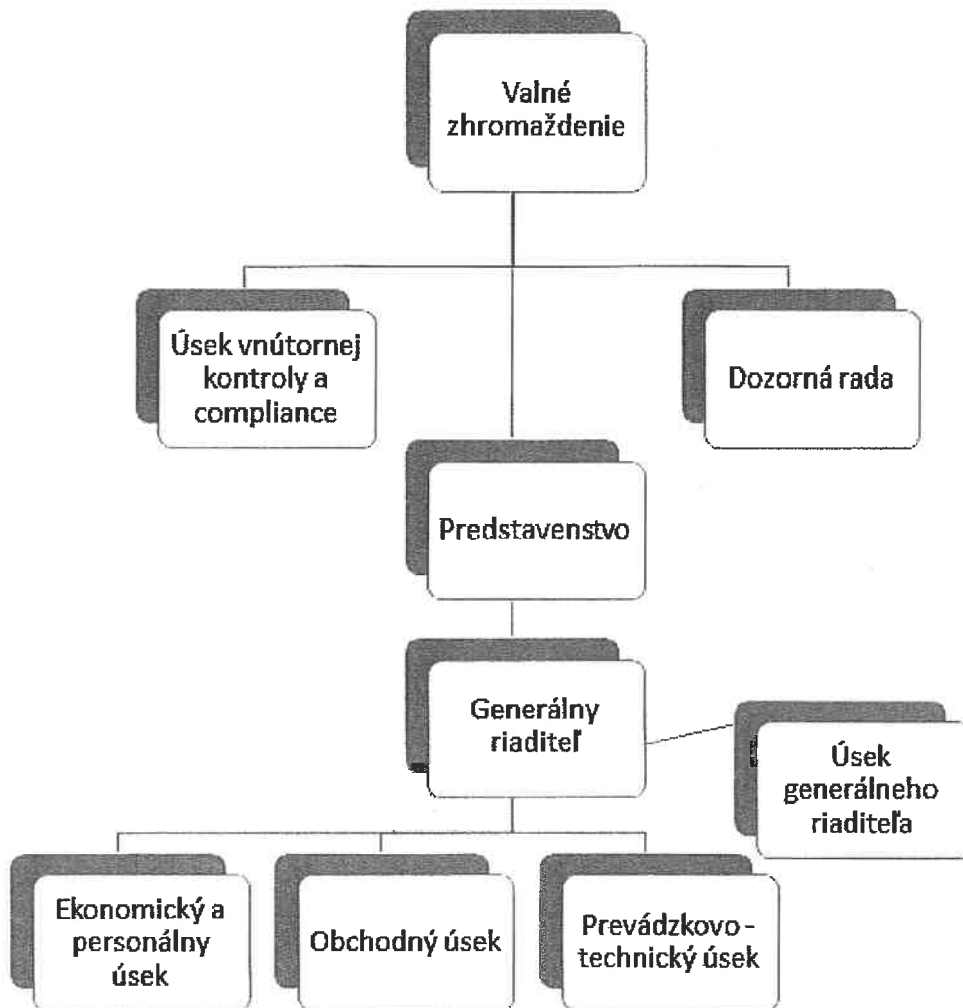 Valné
zhromaždenie
Úsek vnútornej
kontroly a
compliance
Dozorná rada
Predstavenstvo
Generálny
riaditeľ
Úsek
generálneho
riaditeľa
Ekonomický a
personálny
úsek
Obchodný úsek
Prevádzkovo -
technický úsek